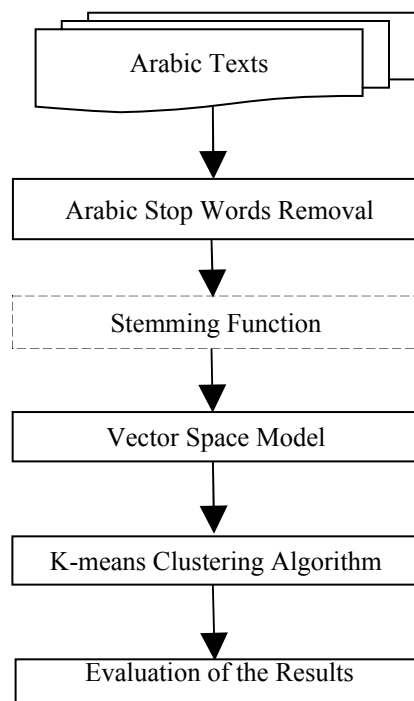 Arabic Texts
Arabic Stop Words Removal
Stemming Function
Vector Space Model
K-means Clustering Algorithm
Evaluation of the Results